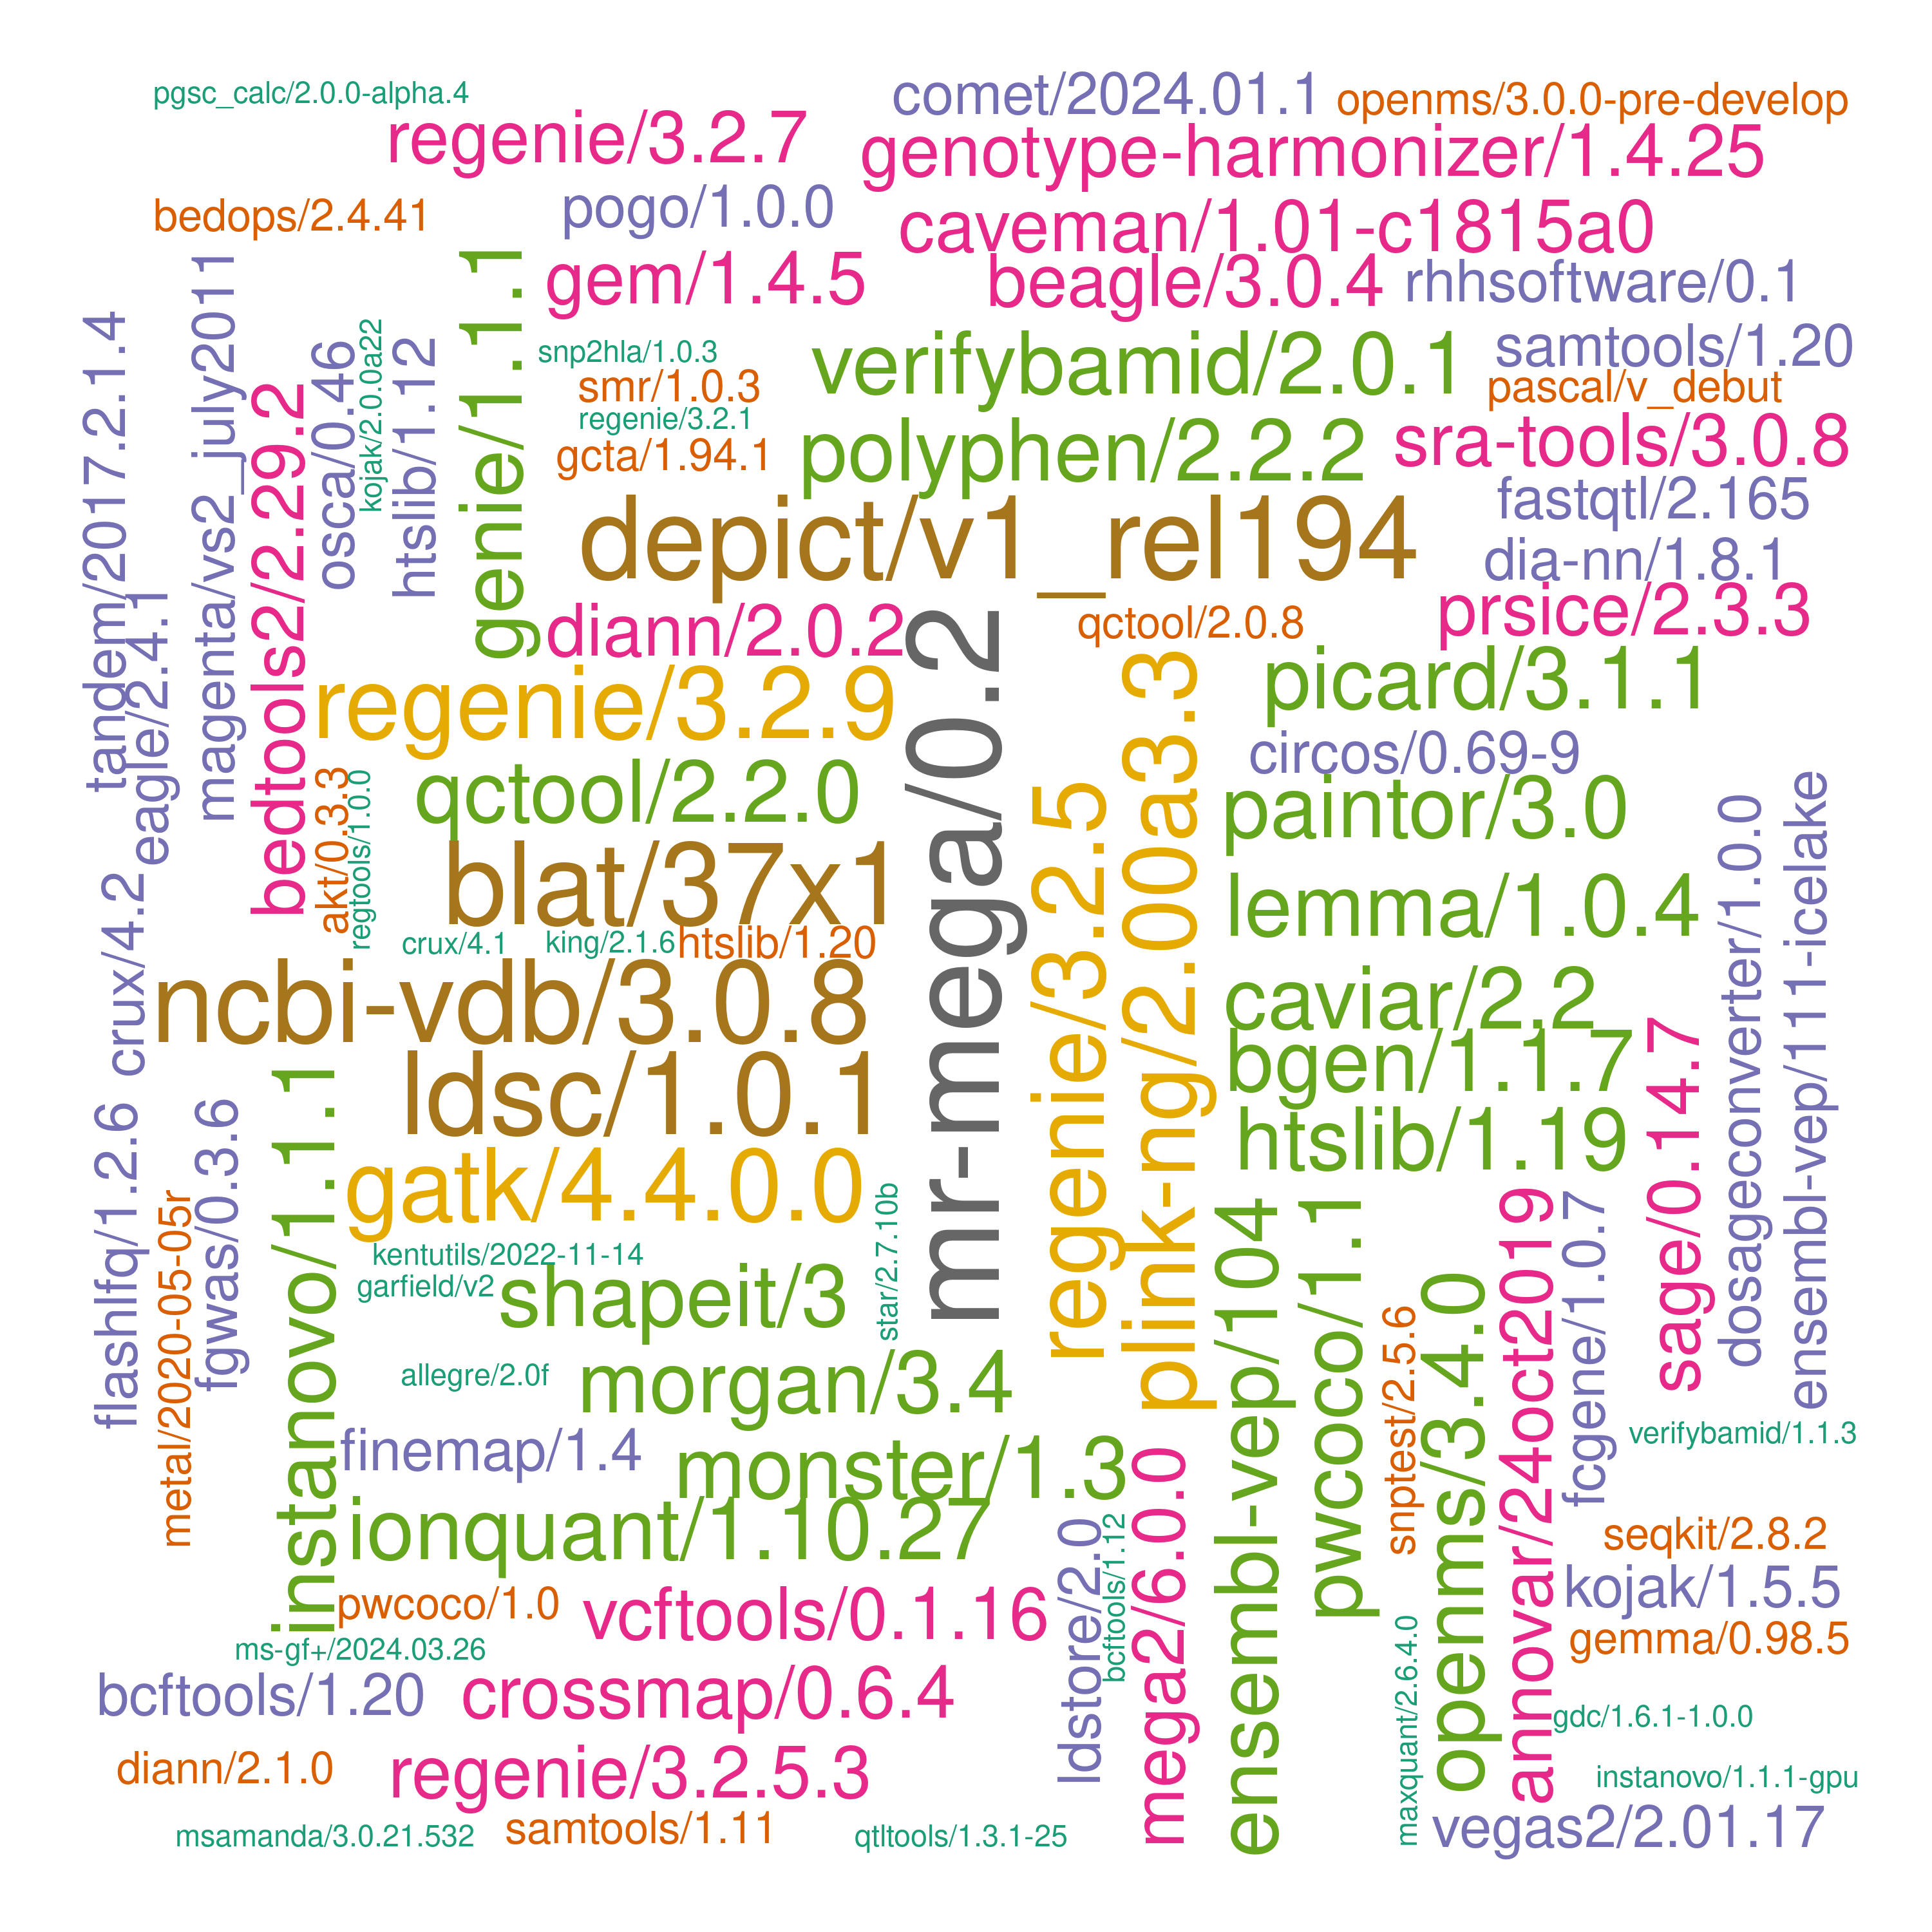 pgsc_calc/2.0.0-alpha.4
comet/2024.01.1
openms/3.0.0-pre-develop
regenie/3.2.7
genotype-harmonizer/1.4.25
bedops/2.4.41
pogo/1.0.0
caveman/1.01-c1815a0
gem/1.4.5
beagle/3.0.4
rhhsoftware/0.1
tandem/2017.2.1.4
eagle/2.4.1
magenta/vs2_july2011
bedtools2/2.29.2
osca/0.46
kojak/2.0.0a22
htslib/1.12
genie/1.1.1
snp2hla/1.0.3
smr/1.0.3
regenie/3.2.1
gcta/1.94.1
verifybamid/2.0.1
samtools/1.20
pascal/v_debut
polyphen/2.2.2
sra-tools/3.0.8
fastqtl/2.165
depict/v1_rel194
dia-nn/1.8.1
diann/2.0.2
qctool/2.0.8
prsice/2.3.3
mr-mega/0.2
regenie/3.2.9
picard/3.1.1
plink-ng/2.00a3.3
regenie/3.2.5
circos/0.69-9
qctool/2.2.0
akt/0.3.3
regtools/1.0.0
paintor/3.0
blat/37x1
lemma/1.0.4
dosageconverter/1.0.0
ensembl-vep/111-icelake
crux/4.2
crux/4.1
king/2.1.6
htslib/1.20
ncbi-vdb/3.0.8
caviar/2.2
bgen/1.1.7
sage/0.14.7
ldsc/1.0.1
htslib/1.19
flashlfq/1.2.6
metal/2020-05-05r
fgwas/0.3.6
instanovo/1.1.1
gatk/4.4.0.0
star/2.7.10b
kentutils/2022-11-14
garfield/v2
shapeit/3
ensembl-vep/104
pwcoco/1.1
snptest/2.5.6
openms/3.4.0
annovar/24oct2019
fcgene/1.0.7
allegre/2.0f
morgan/3.4
verifybamid/1.1.3
finemap/1.4
monster/1.3
ionquant/1.10.27
ldstore/2.0
bcftools/1.12
mega2/6.0.0
seqkit/2.8.2
kojak/1.5.5
pwcoco/1.0
vcftools/0.1.16
gemma/0.98.5
ms-gf+/2024.03.26
maxquant/2.6.4.0
bcftools/1.20
crossmap/0.6.4
gdc/1.6.1-1.0.0
diann/2.1.0
regenie/3.2.5.3
instanovo/1.1.1-gpu
msamanda/3.0.21.532
samtools/1.11
qtltools/1.3.1-25
vegas2/2.01.17